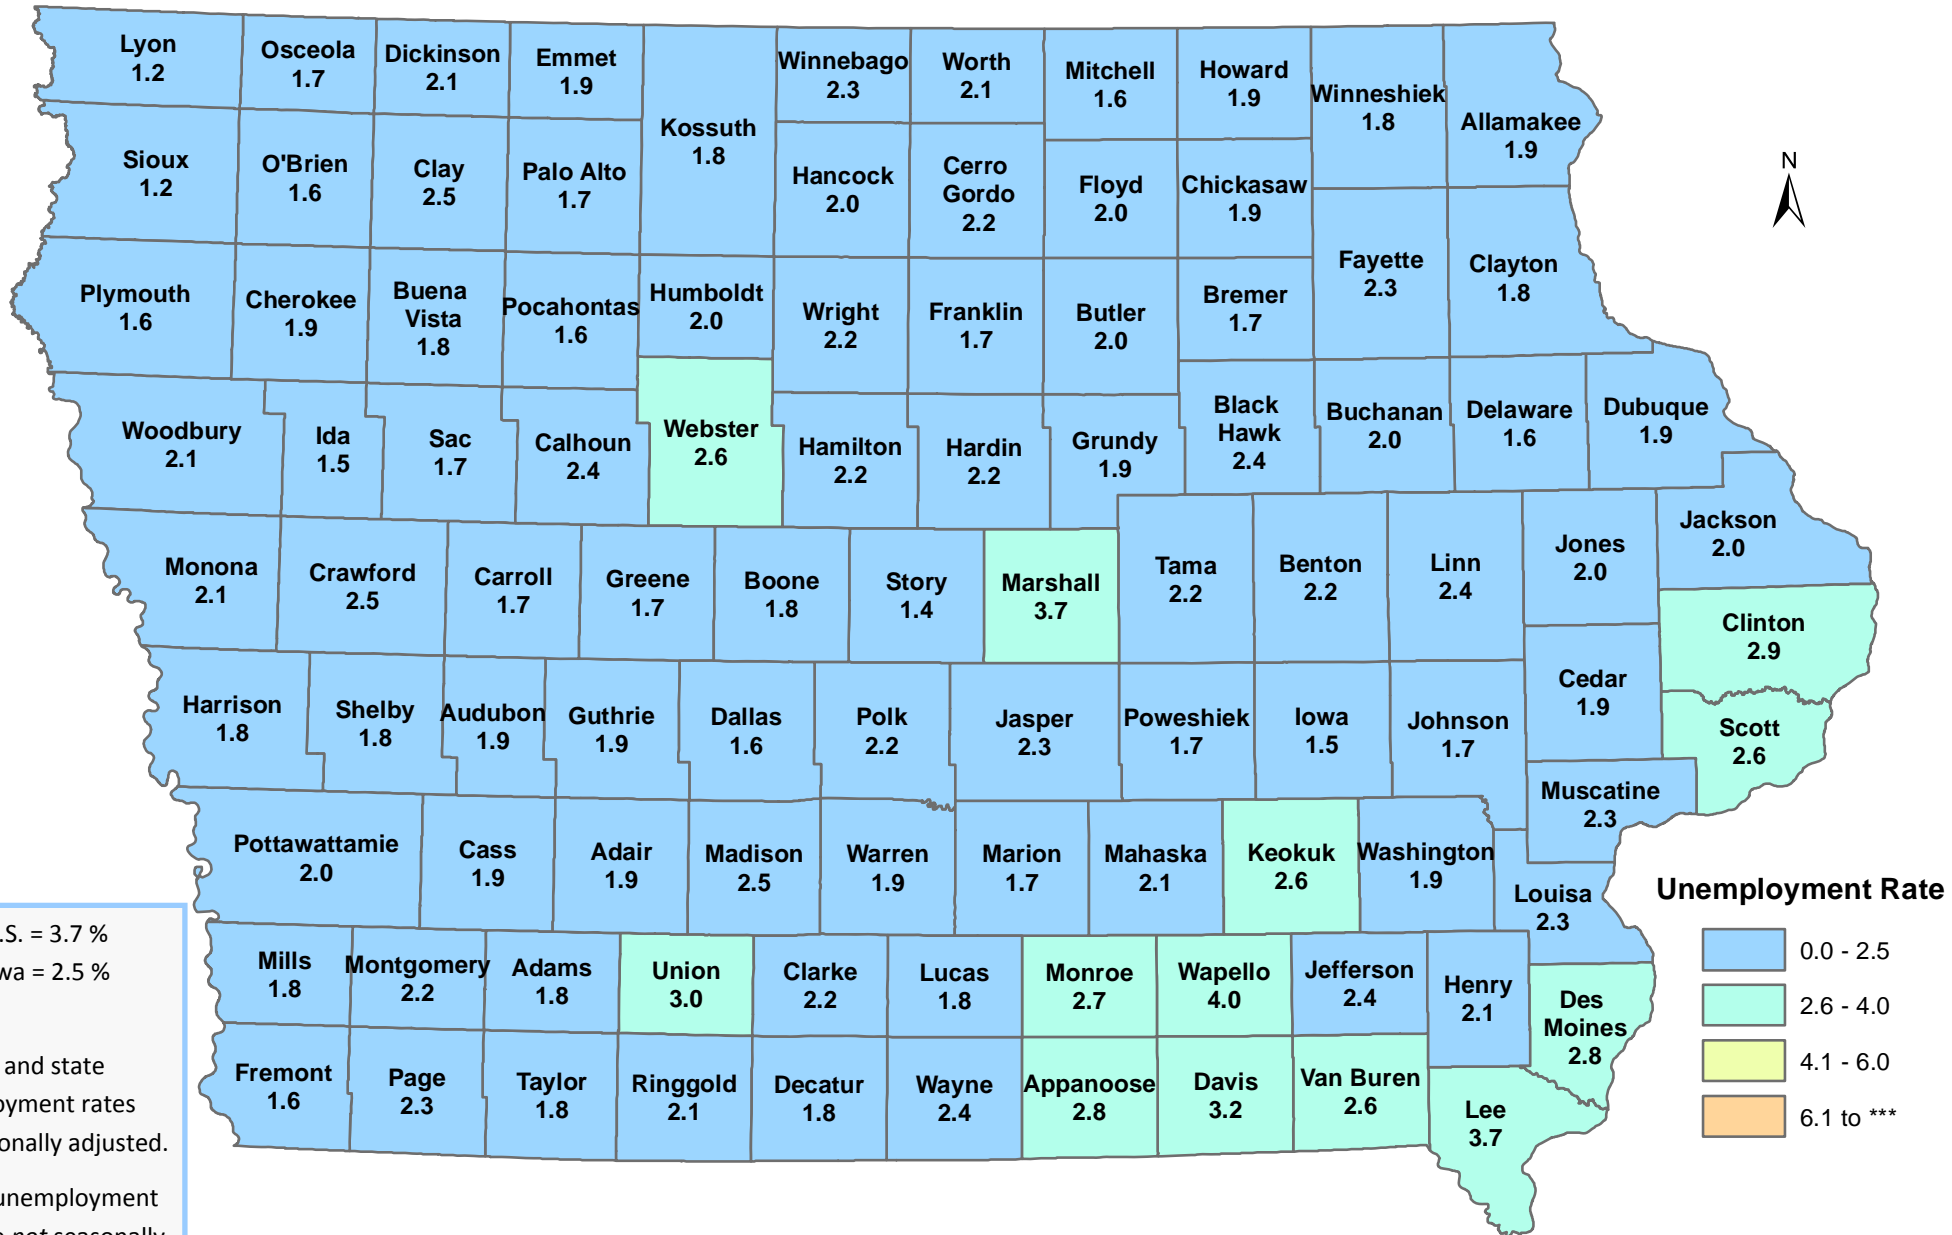 Lyon
1.2
Osceola
1.7
Dickinson
2.1
Emmet
1.9
Kossuth
1.8
Winnebago
2.3
Worth
2.1
Mitchell
1.6
Howard
1.9
Winneshiek
1.8
Allamakee
1.9
Sioux
1.2
O'Brien
1.6
Clay
2.5
Palo Alto
1.7
Hancock
2.0
Cerro
Gordo
2.2
Floyd
2.0
Chickasaw
1.9
N
Plymouth
1.6
Cherokee
1.9
Buena
Vista
1.8
Pocahontas
1.6
Humboldt
2.0
Wright
2.2
Franklin
1.7
Butler
2.0
Bremer
1.7
Fayette
2.3
Clayton
1.8
Woodbury
2.1
Ida
1.5
Sac
1.7
Calhoun
2.4
Webster
2.6
Hamilton
2.2
Hardin
2.2
Grundy
1.9
Black
Hawk
2.4
Buchanan
2.0
Delaware
1.6
Dubuque
1.9
Monona
2.1
Crawford
2.5
Carroll
1.7
Greene
1.7
Boone
1.8
Story
1.4
Marshall
3.7
Tama
2.2
Benton
2.2
Linn
2.4
Jones
2.0
Jackson
2.0
Clinton
2.9
Harrison
1.8
Shelby
1.8
Audubon
1.9
Guthrie
1.9
Dallas
1.6
Polk
2.2
Jasper
2.3
Poweshiek
1.7
Iowa
1.5
Johnson
1.7
Cedar
1.9
Scott
2.6
Muscatine
2.3
Pottawattamie
2.0
Cass
1.9
Adair
1.9
Madison
2.5
Warren
1.9
Marion
1.7
Mahaska
2.1
Keokuk
2.6
Washington
1.9
Louisa
2.3
Mills
1.8
Montgomery
2.2
Adams
1.8
Union
3.0
Clarke
2.2
Lucas
1.8
Monroe
2.7
Wapello
4.0
Jefferson
2.4
Henry
2.1
Des
Moines
2.8
Fremont
1.6
Page
2.3
Taylor
1.8
Ringgold
2.1
Decatur
1.8
Wayne
2.4
Appanoose
2.8
Davis
3.2
Van Buren
2.6
Lee
3.7
.S. = 3.7 %
wa = 2.5 %
and state
oyment rates
onally adjusted.
unemployment
not seasonally
Unemployment Rate
0.0 - 2.5
2.6 - 4.0
4.1 - 6.0
6.1 to ***